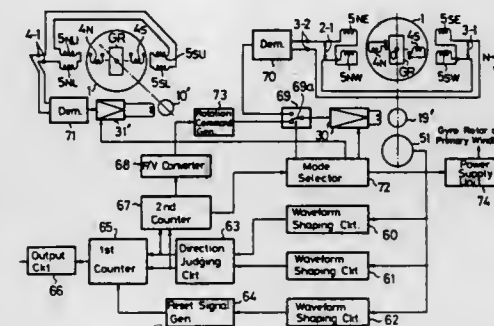 4-1
5NU
5NL
1
4N
GR
4S
5SU
5SL
10'
Dem.
71
31'
73
Rotation
Command
Gen.
3-2
Dem.
70
2-1
5NE
5NW
1
4S
4N
GR
5SE
5SW
3-1
69
69a
30
19'
51
Gyro Rotor
Primary Windi
Power
Supply
Unit
74
68
F/V Converter
67
2nd
Counter
Mode
Selector
72
65
1st
Counter
63
Direction
Judging
Ckt
Waveform
Shaping Ckt.
60
Output
Ckt
66
Waveform
Shaping Ckt
61
64
Reset Signal
Gen
Waveform
Shaping Ckt
62